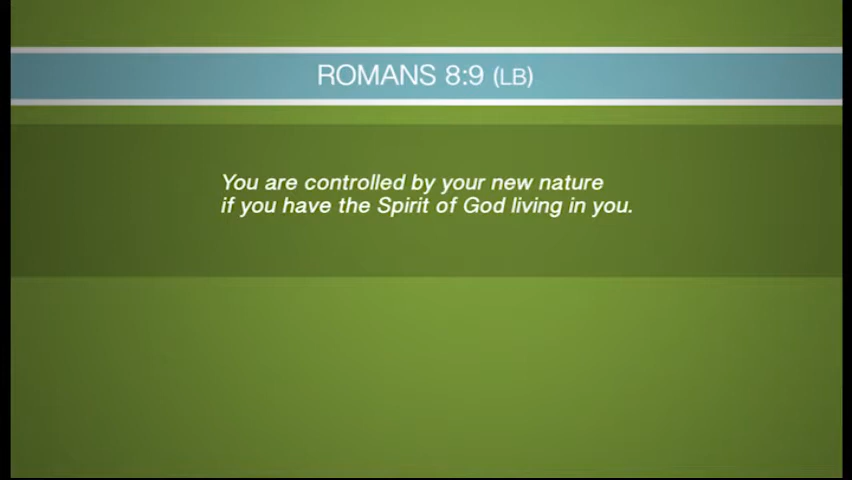 ROMANS 8:9 (LB)
You are controlled by your new nature
if you have the Spirit of God living in you.